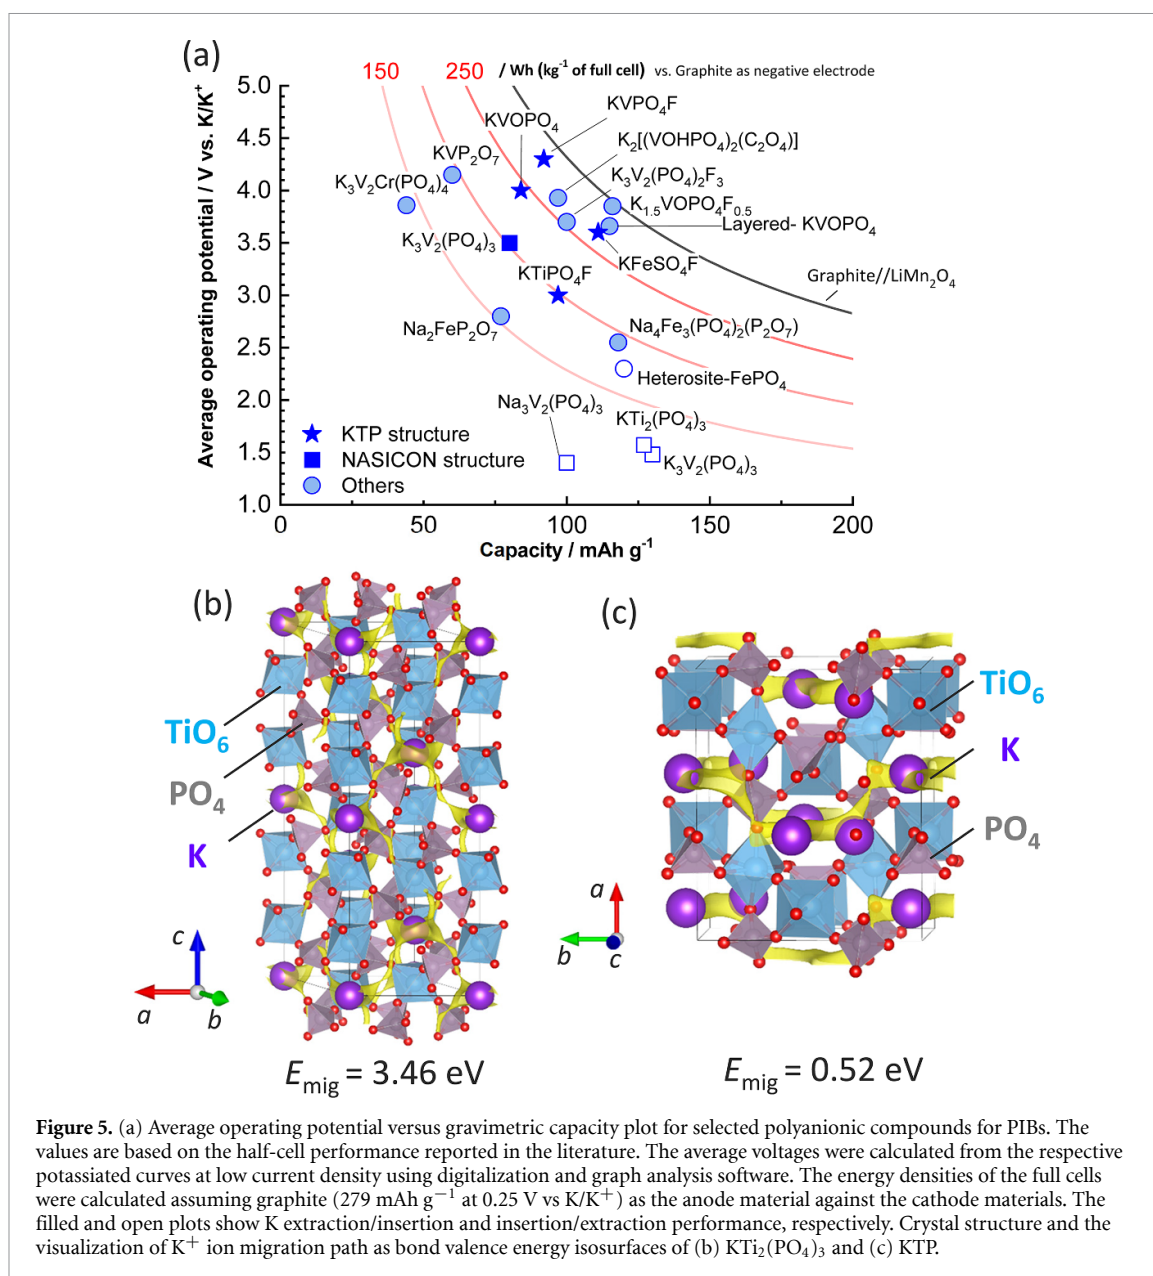 (a)
150 250 / Wh (kg⁻¹ of full cell) vs. Graphite as negative electrode
Average operating potential / V vs. K/K⁺
5.0
4.5
4.0
3.5
3.0
2.5
2.0
1.5
1.0
KVPO₄F
KVOPO₄
K₂[(VOHPO₄)₂(C₂O₄)]
KVP₂O₇
K₃V₂(PO₄)₂F₃
K₃V₂Cr(PO₄)₄
K₁.₅VOPO₄F₀.₅
Layered- KVOPO₄
K₃V₂(PO₄)₃
KFeSO₄F
KTiPO₄F
Graphite//LiMn₂O₄
Na₂FeP₂O₇
Na₄Fe₃(PO₄)₂(P₂O₇)
Heterosite-FePO₄
Na₃V₂(PO₄)₃
KTi₂(PO₄)₃
K₃V₂(PO₄)₃
KTP structure
NASICON structure
Others
0 50 100 150 200
Capacity / mAh g⁻¹
(b)
TiO₆
PO₄
K
c
a
b
E_mig = 3.46 eV
(c)
TiO₆
K
PO₄
a
b
c
E_mig = 0.52 eV
Figure 5. (a) Average operating potential versus gravimetric capacity plot for selected polyanionic compounds for PIBs. The
values are based on the half-cell performance reported in the literature. The average voltages were calculated from the respective
potassiated curves at low current density using digitalization and graph analysis software. The energy densities of the full cells
were calculated assuming graphite (279 mAh g⁻¹ at 0.25 V vs K/K⁺) as the anode material against the cathode materials. The
filled and open plots show K extraction/insertion and insertion/extraction performance, respectively. Crystal structure and the
visualization of K⁺ ion migration path as bond valence energy isosurfaces of (b) KTi₂(PO₄)₃ and (c) KTP.